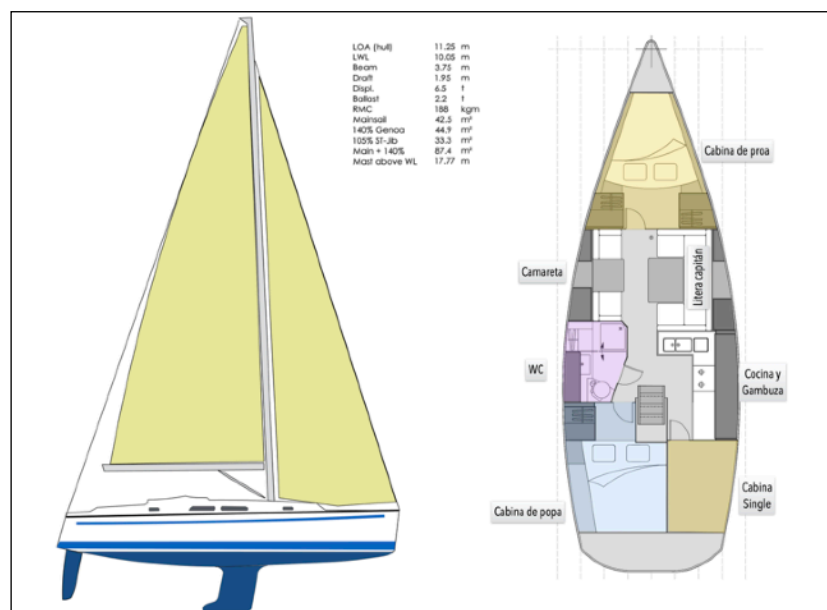 LOA (hull) 11.25 m
LWL 10.05 m
Beam 3.75 m
Draft 1.95 m
Displ. 6.5 t
Ballast 2.2 t
RMC 188 kgm
Mainsail 42.5 m²
140% Genoa 44.9 m²
105% ST-Jib 33.3 m²
Main + 140% 87.4 m²
Mast above WL 17.77 m
Cabina de proa
Camareta
Litera capitán
WC
Cocina y
Gambuza
Cabina de popa
Cabina
Single